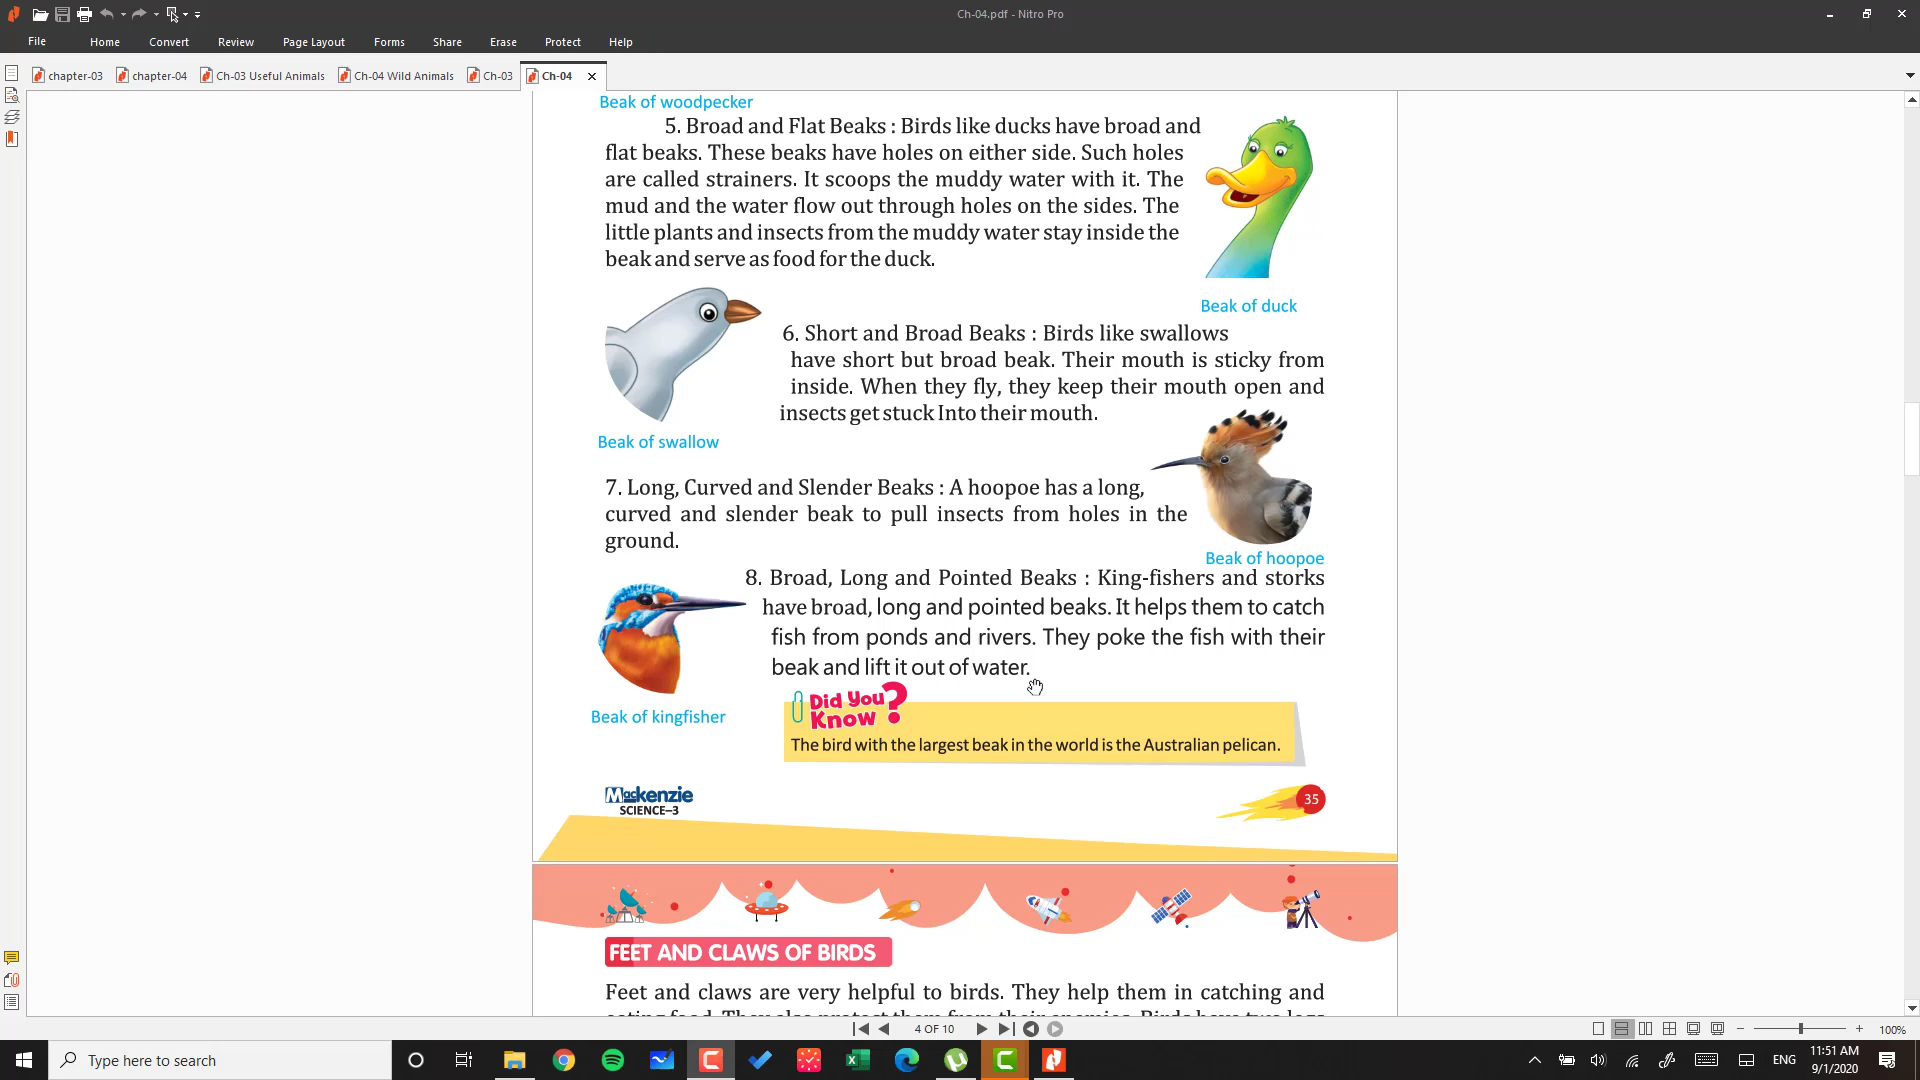 Ch-04.pdf - Nitro Pro
File Home Convert Review Page Layout Forms Share Erase Protect Help
chapter-03 chapter-04 Ch-03 Useful Animals Ch-04 Wild Animals Ch-03 Ch-04
Beak of woodpecker
5. Broad and Flat Beaks : Birds like ducks have broad and
flat beaks. These beaks have holes on either side. Such holes
are called strainers. It scoops the muddy water with it. The
mud and the water flow out through holes on the sides. The
little plants and insects from the muddy water stay inside the
beak and serve as food for the duck.
Beak of duck
6. Short and Broad Beaks : Birds like swallows
have short but broad beak. Their mouth is sticky from
inside. When they fly, they keep their mouth open and
insects get stuck Into their mouth.
Beak of swallow
7. Long, Curved and Slender Beaks : A hoopoe has a long,
curved and slender beak to pull insects from holes in the
ground.
Beak of hoopoe
8. Broad, Long and Pointed Beaks : King-fishers and storks
have broad, long and pointed beaks. It helps them to catch
fish from ponds and rivers. They poke the fish with their
beak and lift it out of water.
Beak of kingfisher
Did You
Know ?
The bird with the largest beak in the world is the Australian pelican.
Mackenzie
SCIENCE–3
35
FEET AND CLAWS OF BIRDS
Feet and claws are very helpful to birds. They help them in catching and
eating food. They also protect them from their enemies. Birds have two legs
4 OF 10
100%
Type here to search
ENG
11:51 AM
9/1/2020